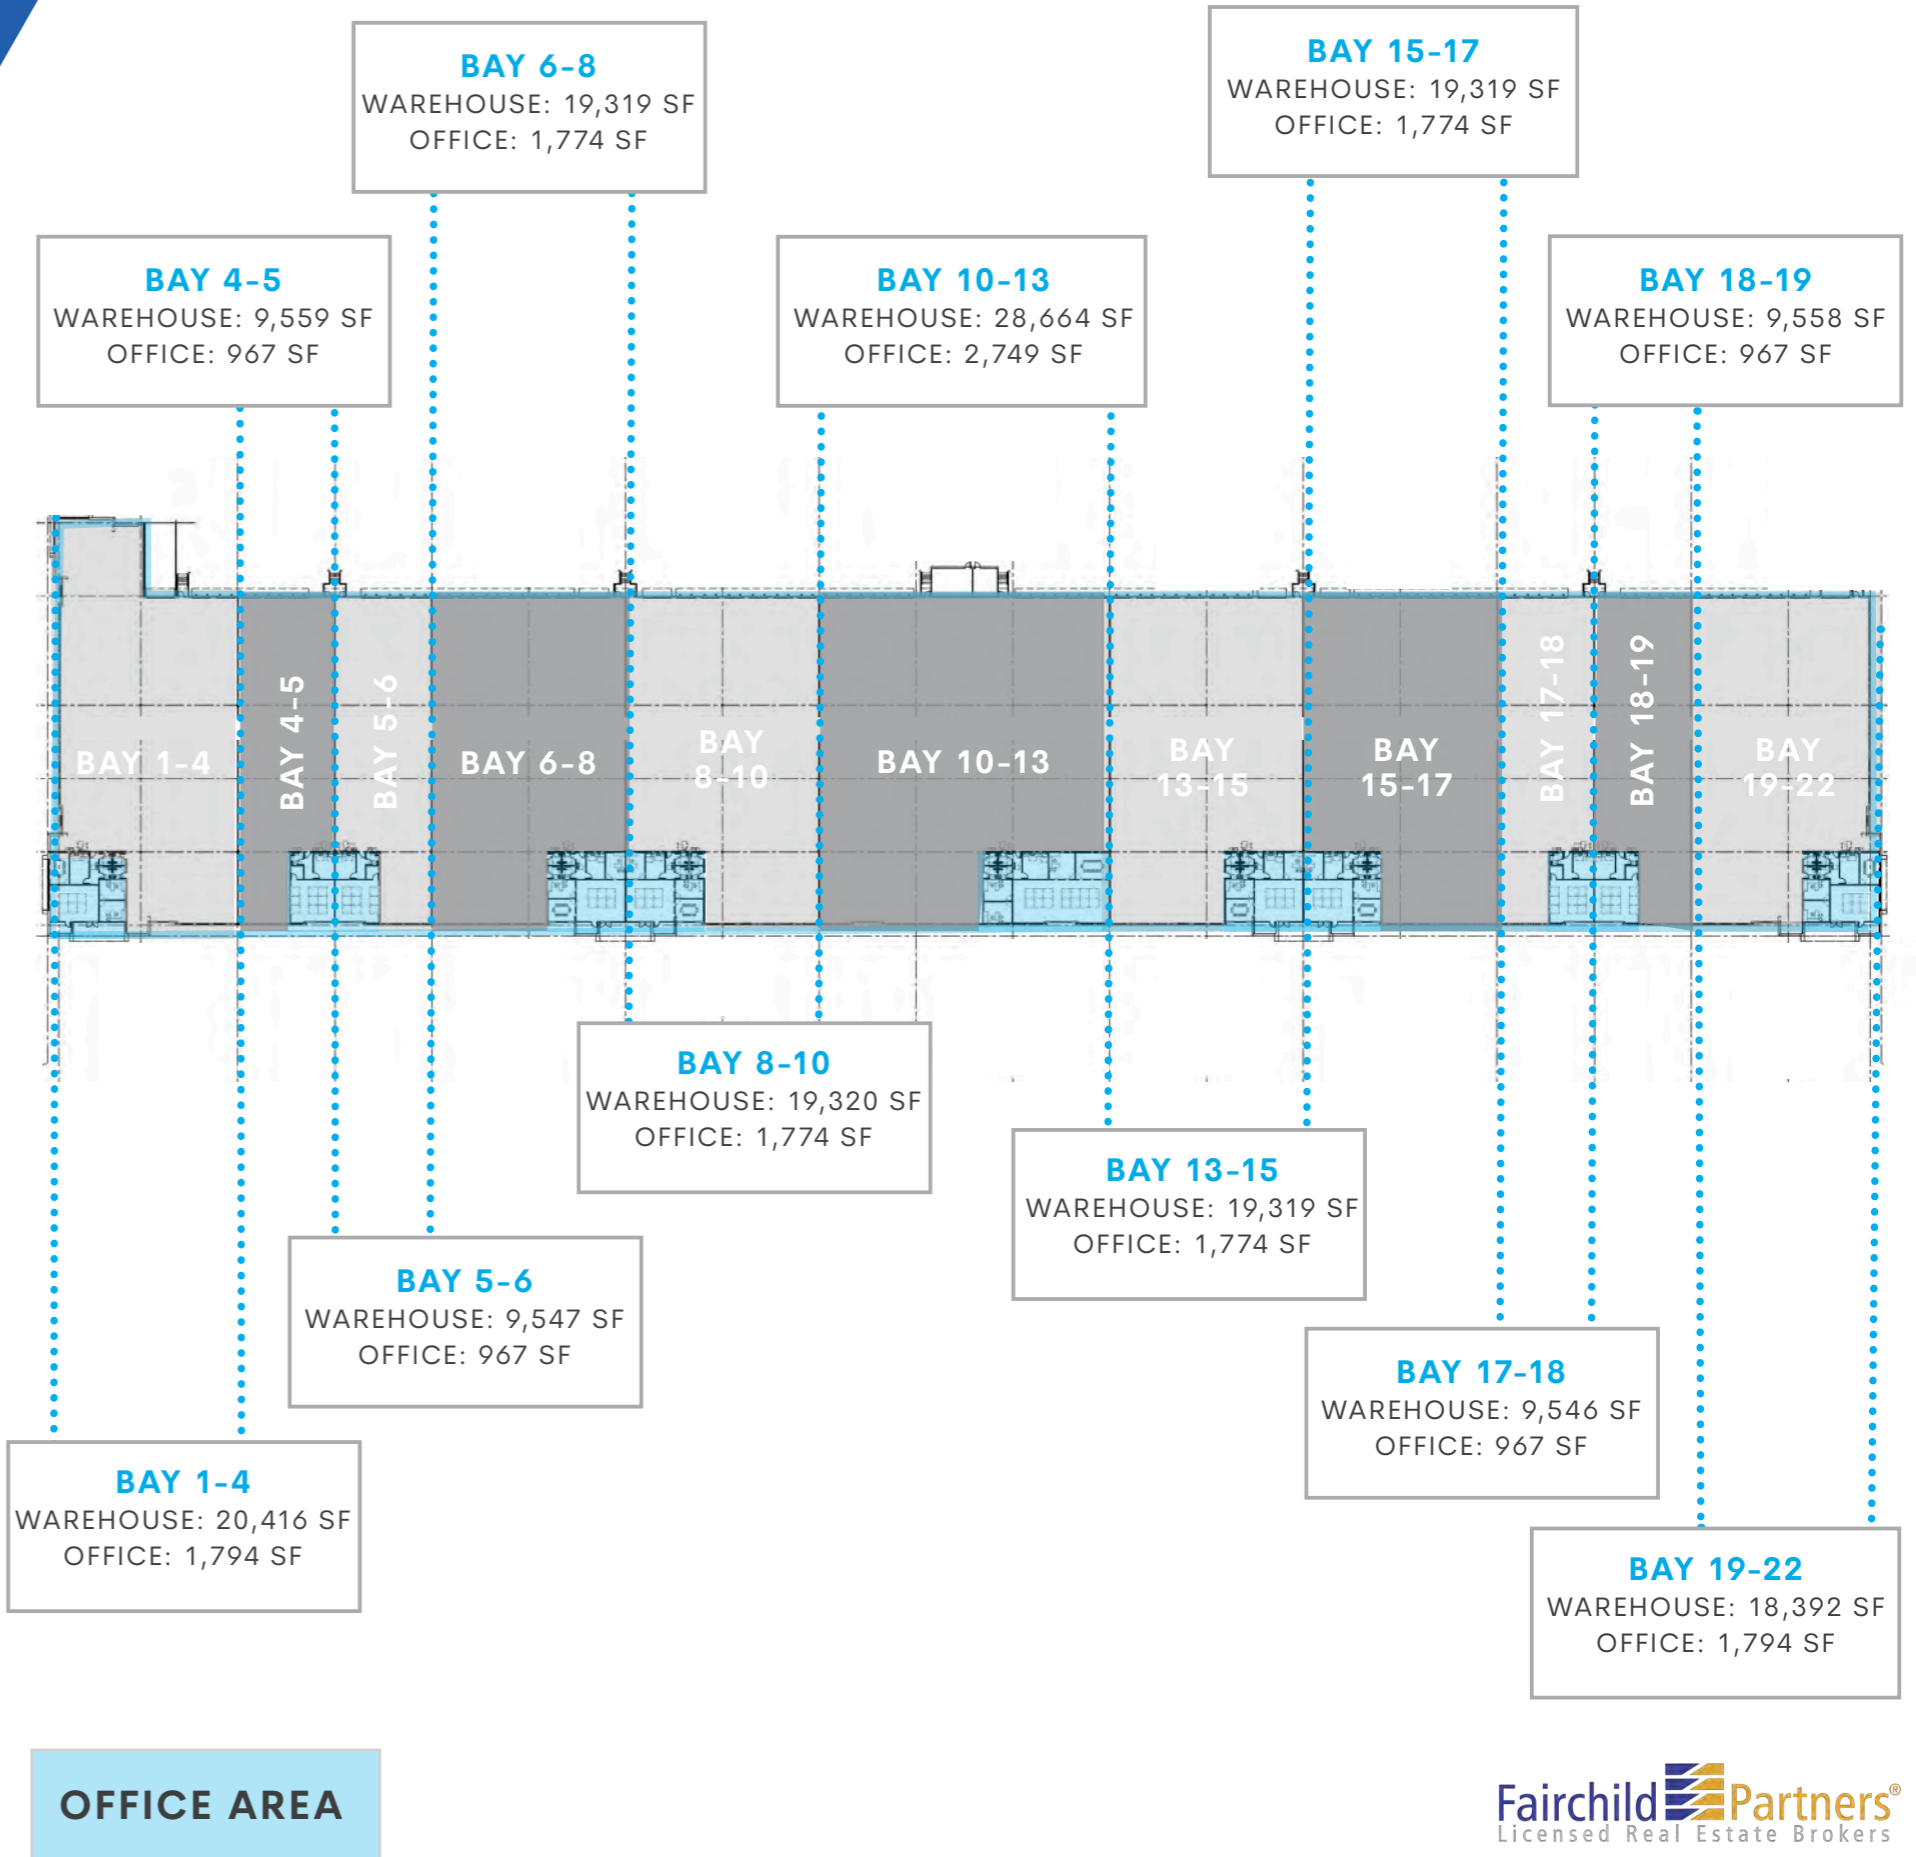 BAY 6-8
WAREHOUSE: 19,319 SF
OFFICE: 1,774 SF
BAY 15-17
WAREHOUSE: 19,319 SF
OFFICE: 1,774 SF
BAY 4-5
WAREHOUSE: 9,559 SF
OFFICE: 967 SF
BAY 10-13
WAREHOUSE: 28,664 SF
OFFICE: 2,749 SF
BAY 18-19
WAREHOUSE: 9,558 SF
OFFICE: 967 SF
BAY 1-4
BAY 4-5
BAY 5-6
BAY 6-8
BAY
8-10
BAY 10-13
BAY
13-15
BAY
15-17
BAY 17-18
BAY 18-19
BAY
19-22
BAY 8-10
WAREHOUSE: 19,320 SF
OFFICE: 1,774 SF
BAY 13-15
WAREHOUSE: 19,319 SF
OFFICE: 1,774 SF
BAY 5-6
WAREHOUSE: 9,547 SF
OFFICE: 967 SF
BAY 17-18
WAREHOUSE: 9,546 SF
OFFICE: 967 SF
BAY 1-4
WAREHOUSE: 20,416 SF
OFFICE: 1,794 SF
BAY 19-22
WAREHOUSE: 18,392 SF
OFFICE: 1,794 SF
OFFICE AREA
Fairchild Partners®
Licensed Real Estate Brokers